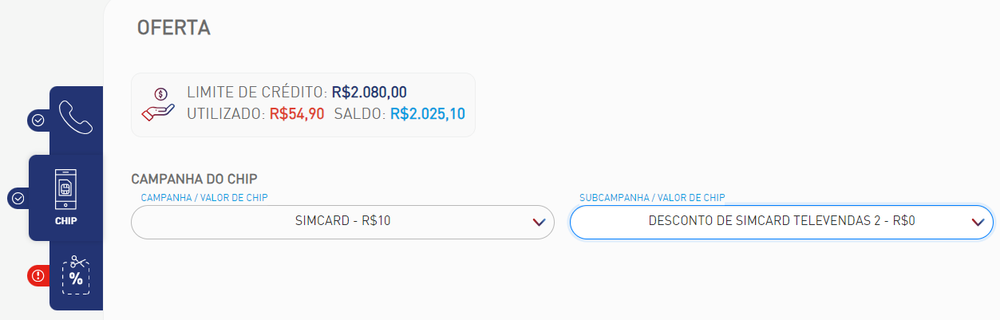 OFERTA
LIMITE DE CRÉDITO: R$2.080,00
UTILIZADO: R$54,90 SALDO: R$2.025,10
CAMPANHA DO CHIP
CAMPANHA / VALOR DE CHIP
SIMCARD - R$10
SUBCAMPANHA / VALOR DE CHIP
DESCONTO DE SIMCARD TELEVENDAS 2 - R$0
CHIP
%